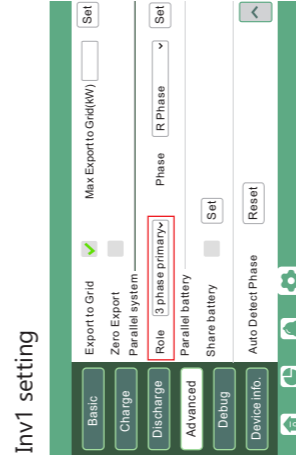 Inv1 setting
Basic
Charge
Discharge
Advanced
Debug
Device info.
Export to Grid Max Export to Grid(kW) Set
Zero Export
Parallel system
Role 3 phase primary Phase R Phase Set
Parallel battery
Share battery Set
Auto Detect Phase Reset